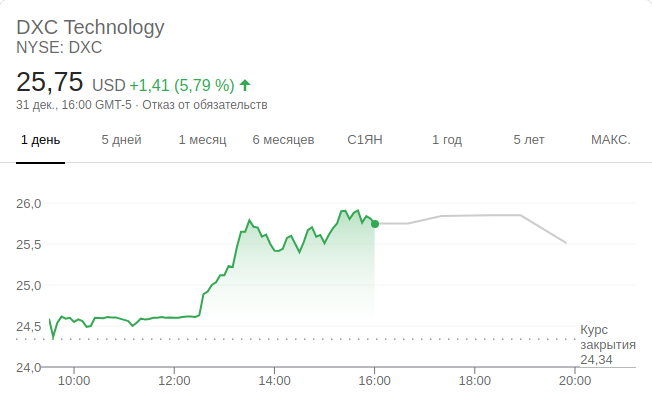 DXC Technology
NYSE: DXC
25,75 USD +1,41 (5,79 %)
31 дек., 16:00 GMT-5 · Отказ от обязательств
1 день 5 дней 1 месяц 6 месяцев С1ЯН 1 год 5 лет МАКС.
26,0
25,5
25,0
24,5
Курс
закрытия
24,34
24,0
10:00 12:00 14:00 16:00 18:00 20:00